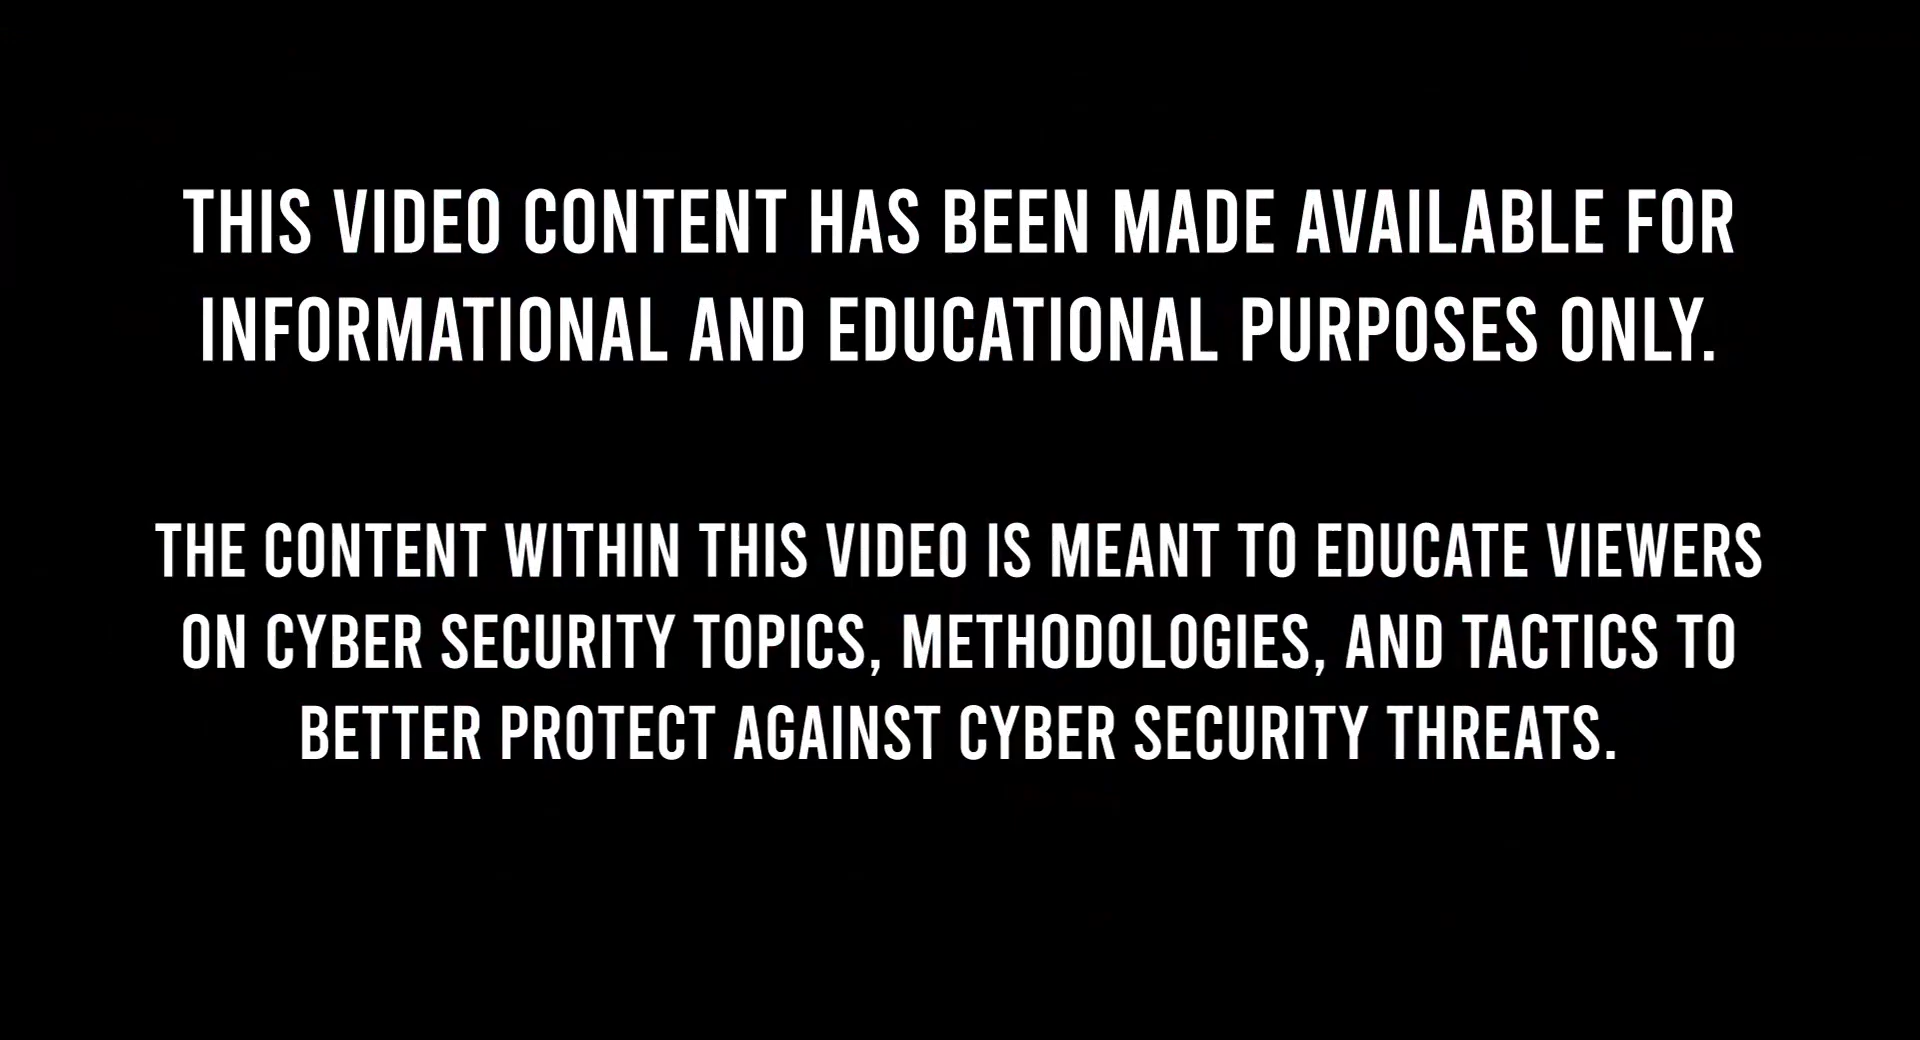 THIS VIDEO CONTENT HAS BEEN MADE AVAILABLE FOR
INFORMATIONAL AND EDUCATIONAL PURPOSES ONLY.
THE CONTENT WITHIN THIS VIDEO IS MEANT TO EDUCATE VIEWERS
ON CYBER SECURITY TOPICS, METHODOLOGIES, AND TACTICS TO
BETTER PROTECT AGAINST CYBER SECURITY THREATS.